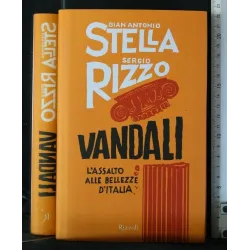 GIAN ANTONIO
STELLA
SERGIO
RIZZO
VANDALI
L'ASSALTO
ALLE BELLEZZE
D'ITALIA
Rizzoli
STELLA
RIZZO
VANDALI